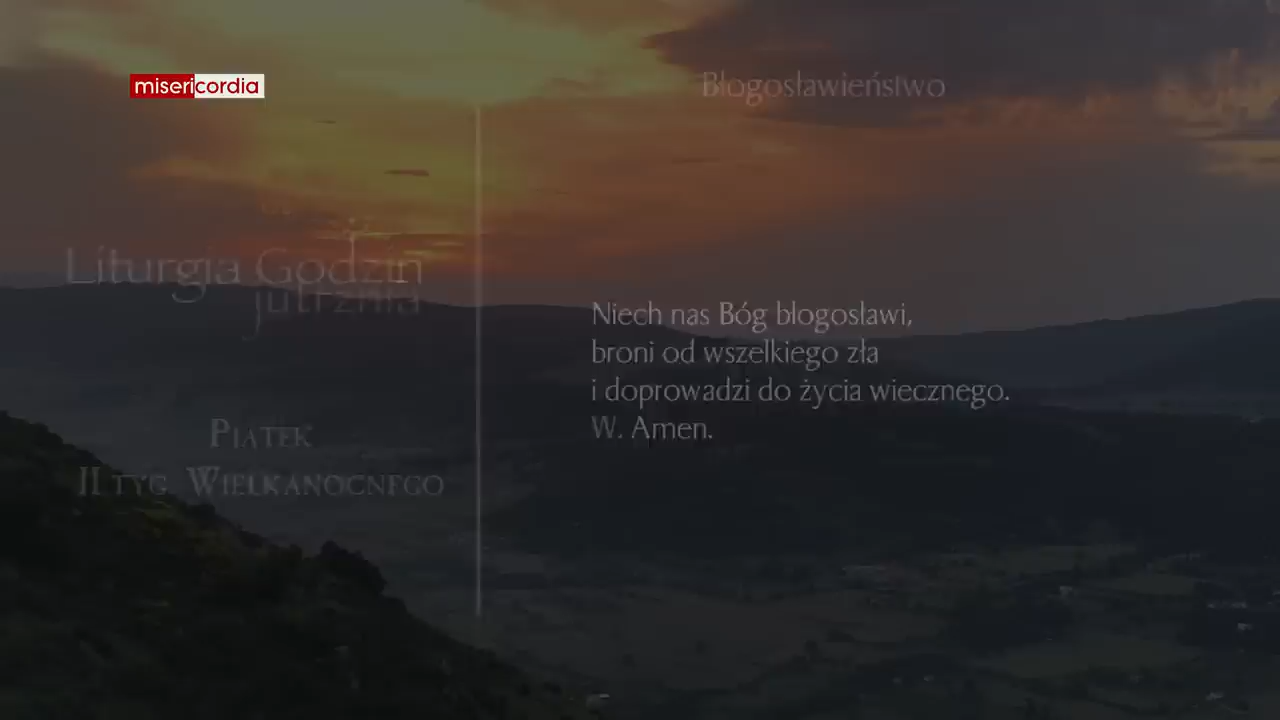 misericordia
Błogosławieństwo
Liturgia Godzin
jutrznia
Niech nas Bóg błogosławi,
broni od wszelkiego zła
i doprowadzi do życia wiecznego.
W. Amen.
Piątek
II tyg. Wielkanocnego